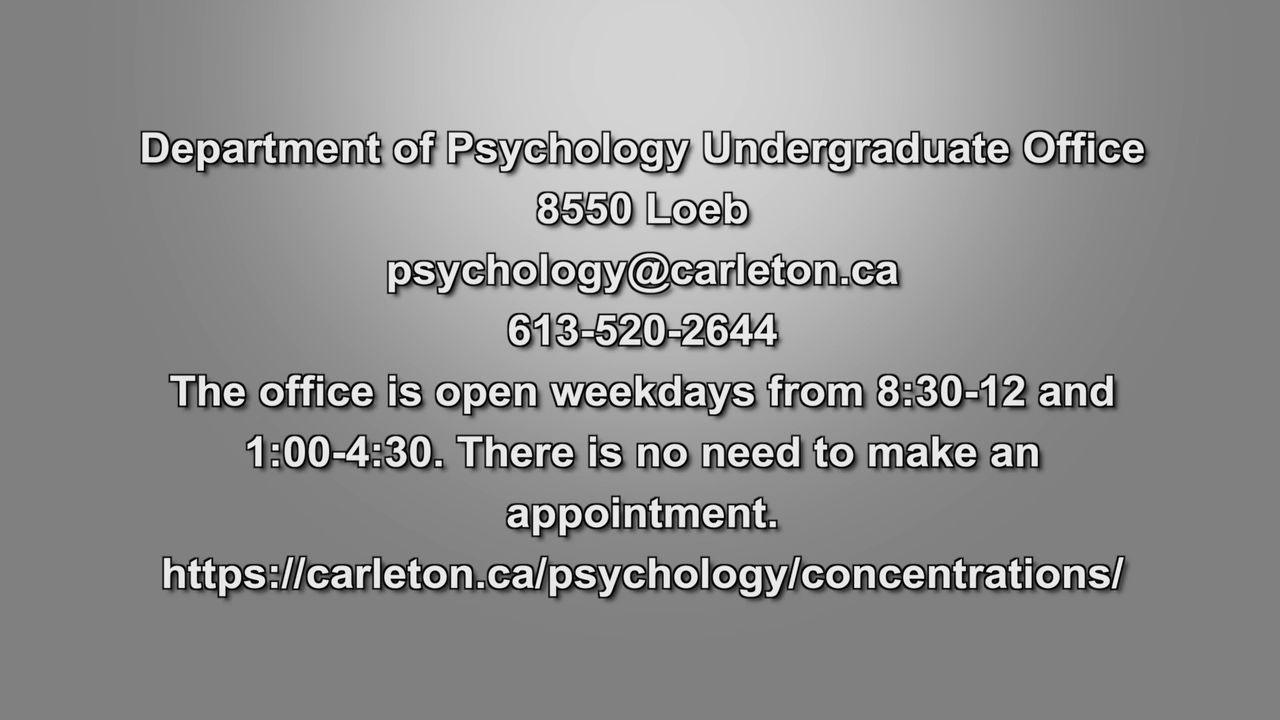 Department of Psychology Undergraduate Office
8550 Loeb
psychology@carleton.ca
613-520-2644
The office is open weekdays from 8:30-12 and
1:00-4:30. There is no need to make an
appointment.
https://carleton.ca/psychology/concentrations/